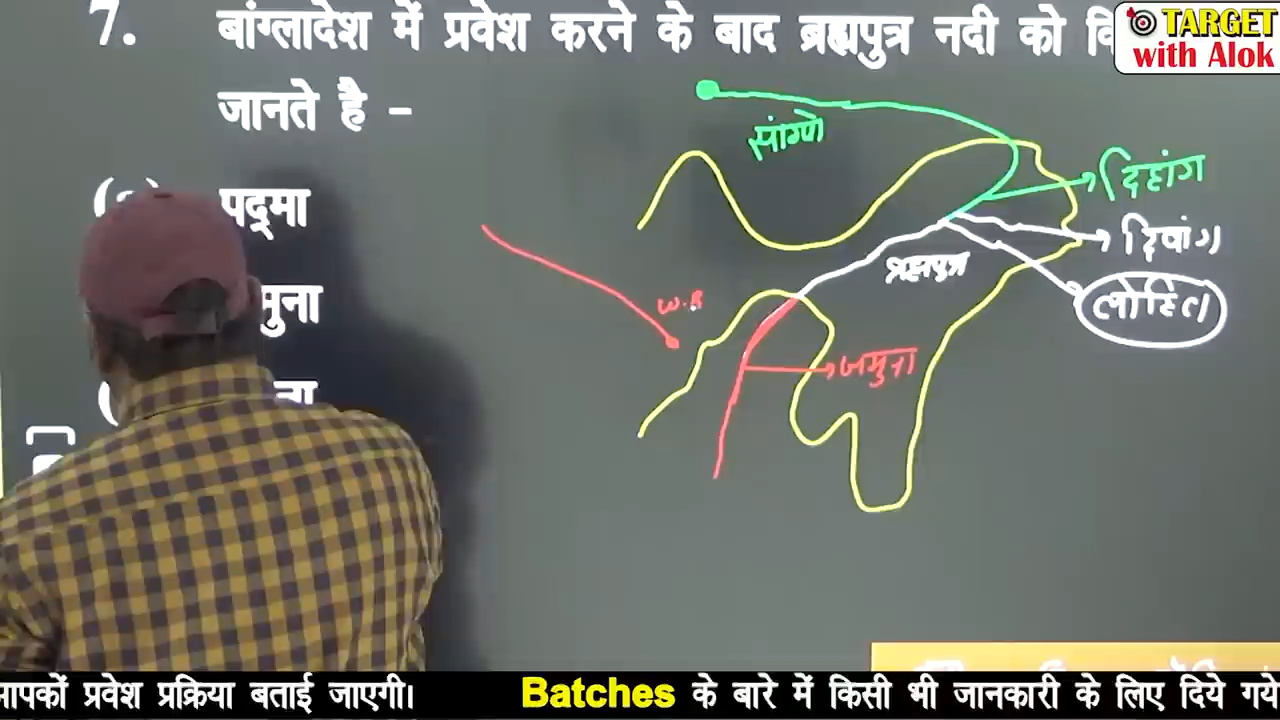 7. बांग्लादेश में प्रवेश करने के बाद ब्रह्मपुत्र नदी को
जानते है –
पद्मा
TARGET
with Alok
सांग्पो
दिहांग
दिबांग
ब्रह्मपुत्र
लोहित
W.B
जमुना
प्रवेश प्रक्रिया बताई जाएगी। Batches के बारे में किसी भी जानकारी के लिए दिये गये